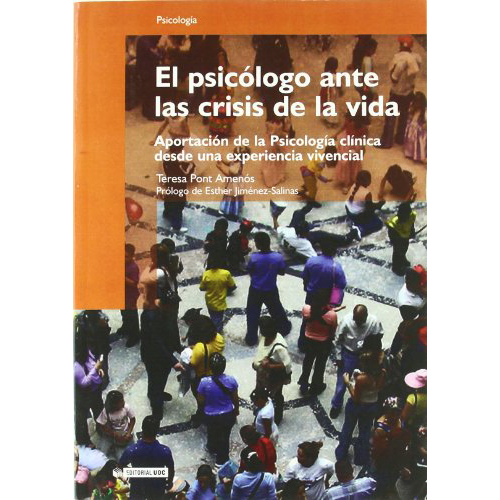 Psicología
El psicólogo ante
las crisis de la vida
Aportación de la Psicología clínica
desde una experiencia vivencial
Teresa Pont Amenós
Prólogo de Esther Jiménez-Salinas
EDITORIAL UOC